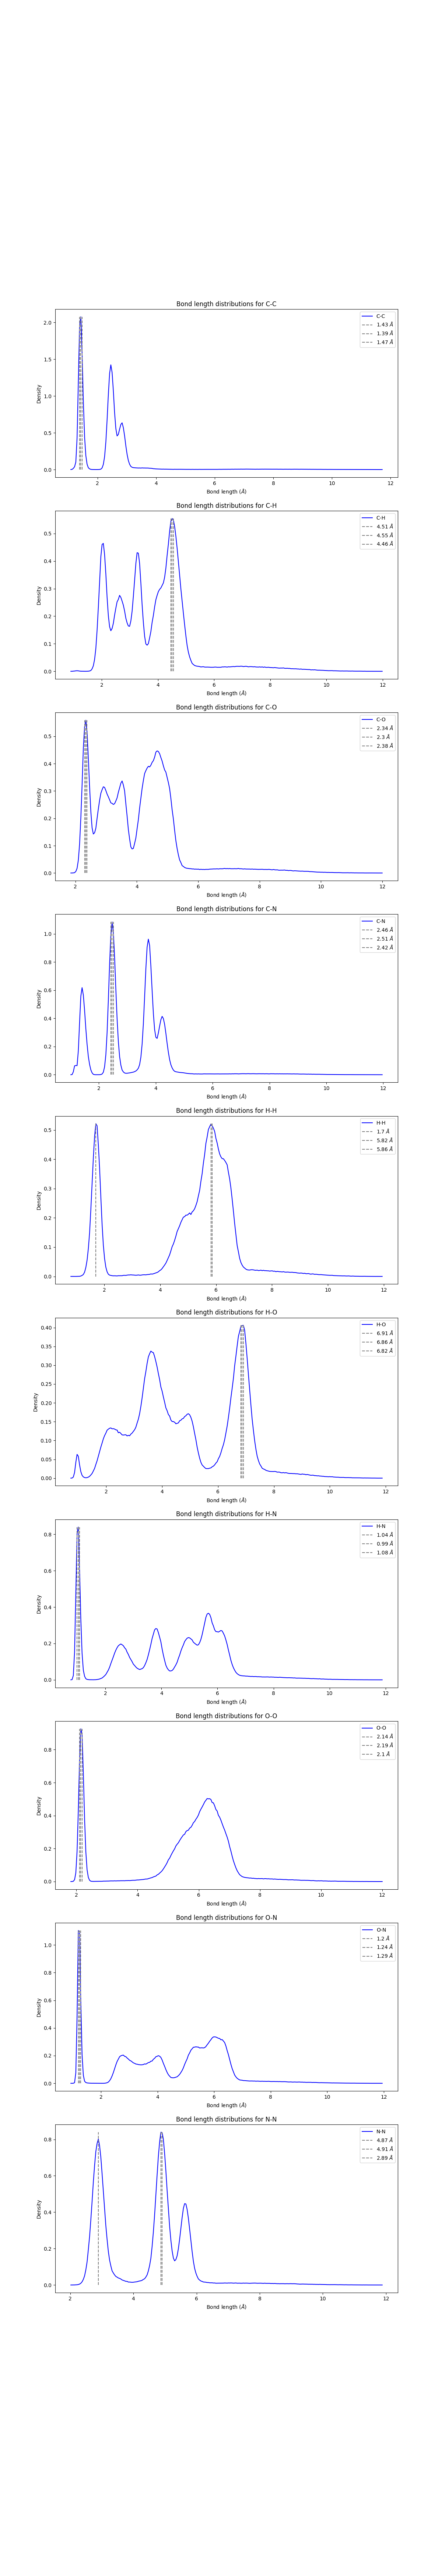 Bond length distributions for C-C
2.0
1.5
1.0
0.5
0.0
Density
C-C
1.43 Å
1.39 Å
1.47 Å
2 4 6 8 10 12
Bond length (Å)
Bond length distributions for C-H
0.5
0.4
0.3
0.2
0.1
0.0
Density
C-H
4.51 Å
4.55 Å
4.46 Å
2 4 6 8 10 12
Bond length (Å)
Bond length distributions for C-O
0.5
0.4
0.3
0.2
0.1
0.0
Density
C-O
2.34 Å
2.3 Å
2.38 Å
2 4 6 8 10 12
Bond length (Å)
Bond length distributions for C-N
1.0
0.8
0.6
0.4
0.2
0.0
Density
C-N
2.46 Å
2.51 Å
2.42 Å
2 4 6 8 10 12
Bond length (Å)
Bond length distributions for H-H
0.5
0.4
0.3
0.2
0.1
0.0
Density
H-H
1.7 Å
5.82 Å
5.86 Å
2 4 6 8 10 12
Bond length (Å)
Bond length distributions for H-O
0.40
0.35
0.30
0.25
0.20
0.15
0.10
0.05
0.00
Density
H-O
6.91 Å
6.86 Å
6.82 Å
2 4 6 8 10 12
Bond length (Å)
Bond length distributions for H-N
0.8
0.6
0.4
0.2
0.0
Density
H-N
1.04 Å
0.99 Å
1.08 Å
2 4 6 8 10 12
Bond length (Å)
Bond length distributions for O-O
0.8
0.6
0.4
0.2
0.0
Density
O-O
2.14 Å
2.19 Å
2.1 Å
2 4 6 8 10 12
Bond length (Å)
Bond length distributions for O-N
1.0
0.8
0.6
0.4
0.2
0.0
Density
O-N
1.2 Å
1.24 Å
1.29 Å
2 4 6 8 10 12
Bond length (Å)
Bond length distributions for N-N
0.8
0.6
0.4
0.2
0.0
Density
N-N
4.87 Å
4.91 Å
2.89 Å
2 4 6 8 10 12
Bond length (Å)